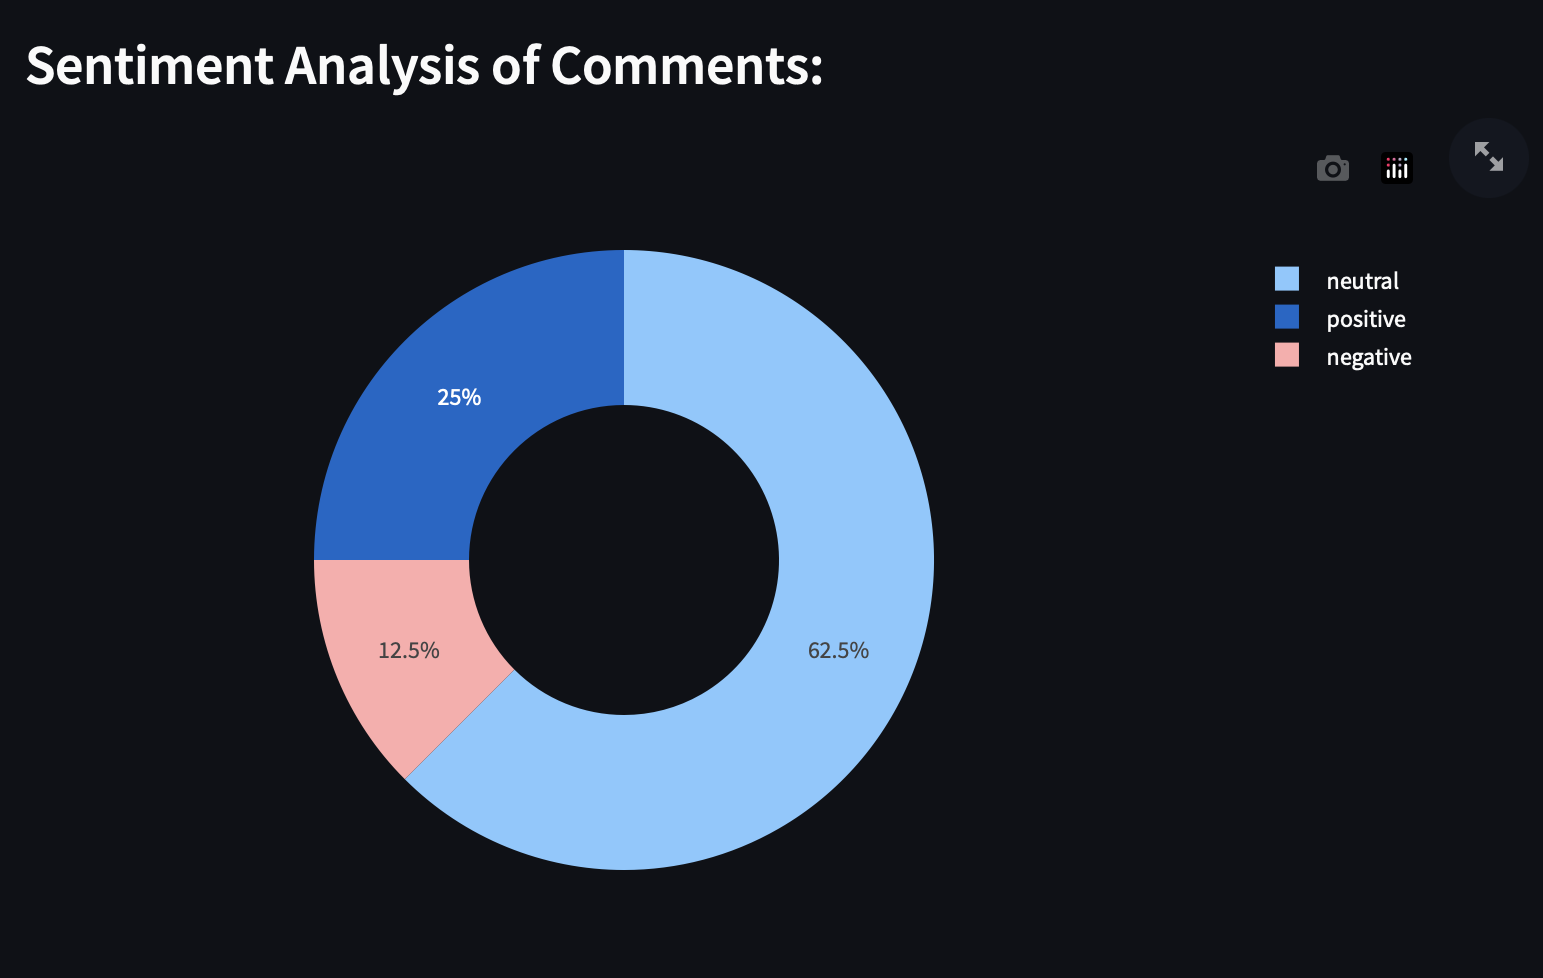 Sentiment Analysis of Comments:
neutral
positive
negative
25%
12.5%
62.5%